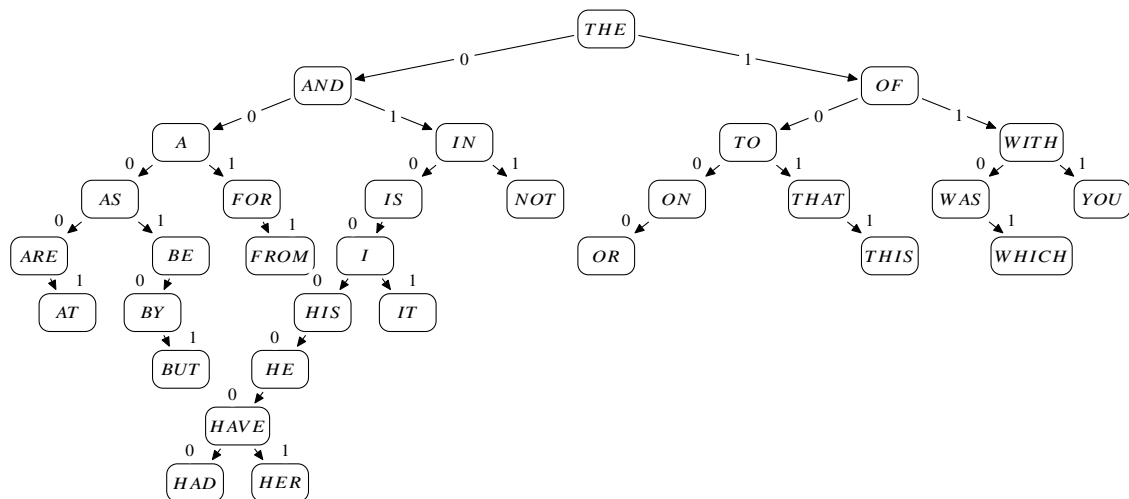 THE
0 1
AND OF
0 1 0 1
A IN TO WITH
0 1 0 1 0 1 0 1
AS FOR IS NOT ON THAT WAS YOU
0 1 1 0 0 1 1
ARE BE FROM I OR THIS WHICH
1 0 0 1
AT BY HIS IT
1 0
BUT HE
0
HAVE
0 1
HAD HER